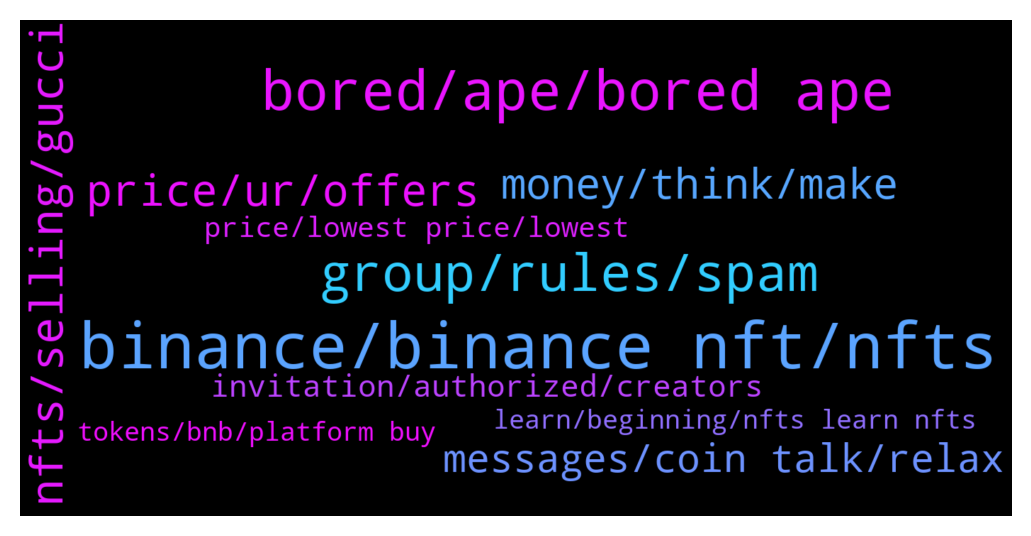 nfts/selling/gucci
bored/ape/bored ape
price/ur/offers
money/think/make
price/lowest price/lowest
group/rules/spam
binance/binance nft/nfts
invitation/authorized/creators
learn/beginning/nfts learn nfts
tokens/bnb/platform buy
messages/coin talk/relax